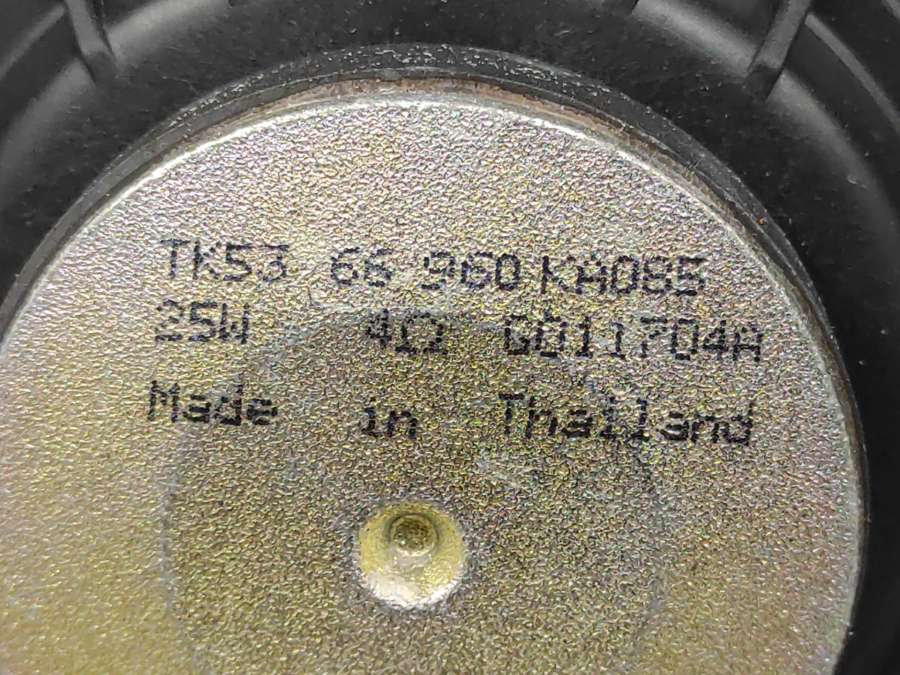 TK53 66 960 KA085
25W 4Ω G011704A
Made in Thailand